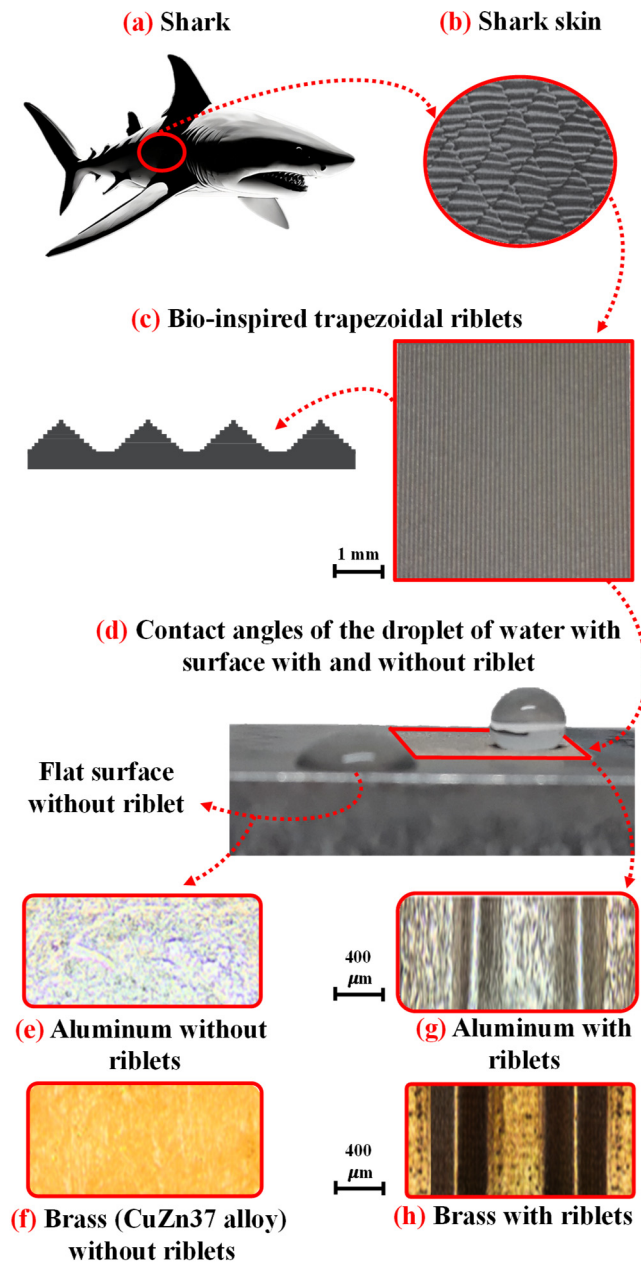 (a) Shark
(b) Shark skin
(c) Bio-inspired trapezoidal riblets
1 mm
(d) Contact angles of the droplet of water with
surface with and without riblet
Flat surface
without riblet
400
μm
(e) Aluminum without
riblets
(g) Aluminum with
riblets
400
μm
(f) Brass (CuZn37 alloy)
without riblets
(h) Brass with riblets